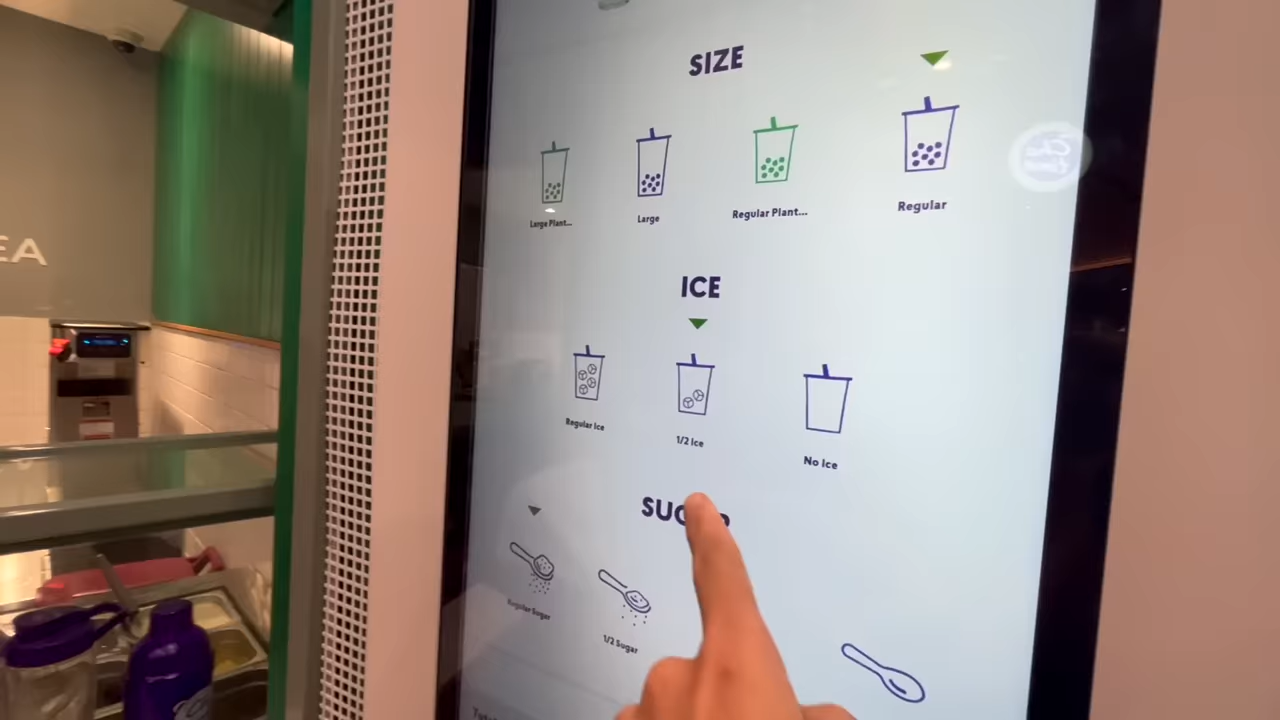 SIZE
Large Plant...
Large
Regular Plant...
Regular
EA
ICE
Regular Ice
1/2 Ice
No Ice
Regular Sugar
1/2 Sugar